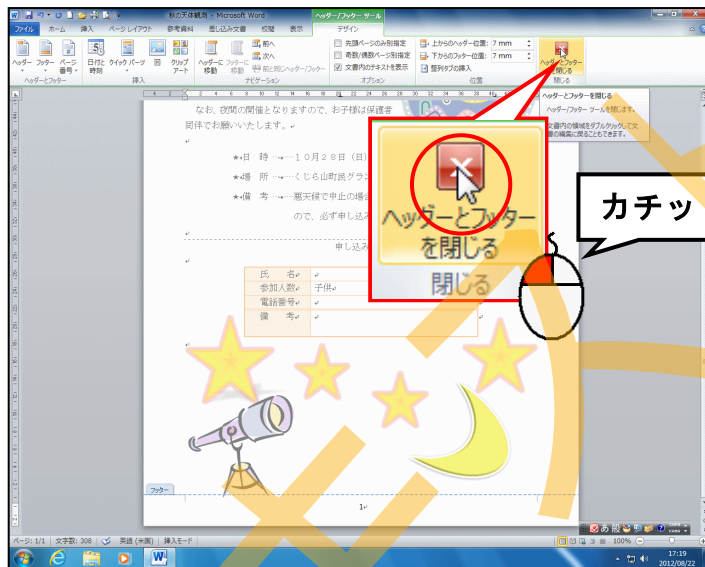 秋の天体観測 - Microsoft Word
ヘッダー/フッター ツール
ファイル ホーム 挿入 ページ レイアウト 参考資料 差し込み文書 校閲 表示 デザイン
ヘッダー フッター ページ番号
日付と時刻 クイック パーツ 図 クリップアート
ヘッダーに移動 フッターに移動
前へ
次へ
前と同じヘッダー/フッター
先頭ページのみ別指定
奇数/偶数ページ別指定
文書内のテキストを表示
上からのヘッダー位置: 7 mm
下からのフッター位置: 7 mm
整列タブの挿入
ヘッダーとフッターを閉じる
ヘッダーとフッター 挿入 ナビゲーション オプション 位置 閉じる
ヘッダーとフッターを閉じる
ヘッダー/フッター ツールを閉じます。
文書内の領域をダブルクリックして文
書の編集に戻ることもできます。
なお、夜間の開催となりますので、お子様は保護者
同伴でお願いいたします。
★日 時…→…10月28日(日)
★場 所…→…くじら山町民グラン
★備 考…→…悪天候で中止の場合
ので、必ず申し込み
申し込み
氏 名
参加人数 子供
電話番号
備 考
ヘッダーとフッター
を閉じる
閉じる
カチッ
フッター
1
ページ: 1/1 文字数: 308 英語 (米国) 挿入モード
あ 般
100%
17:19
2012/08/22